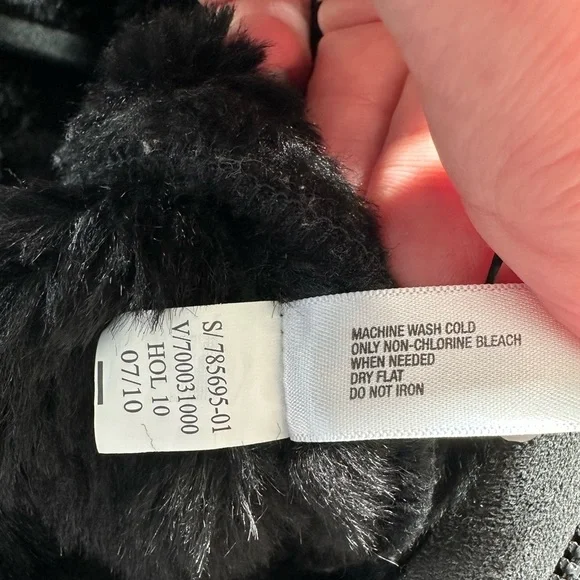 S/ 785695-01
V/700031000
HOL 10
07/10
MACHINE WASH COLD
ONLY NON-CHLORINE BLEACH
WHEN NEEDED
DRY FLAT
DO NOT IRON